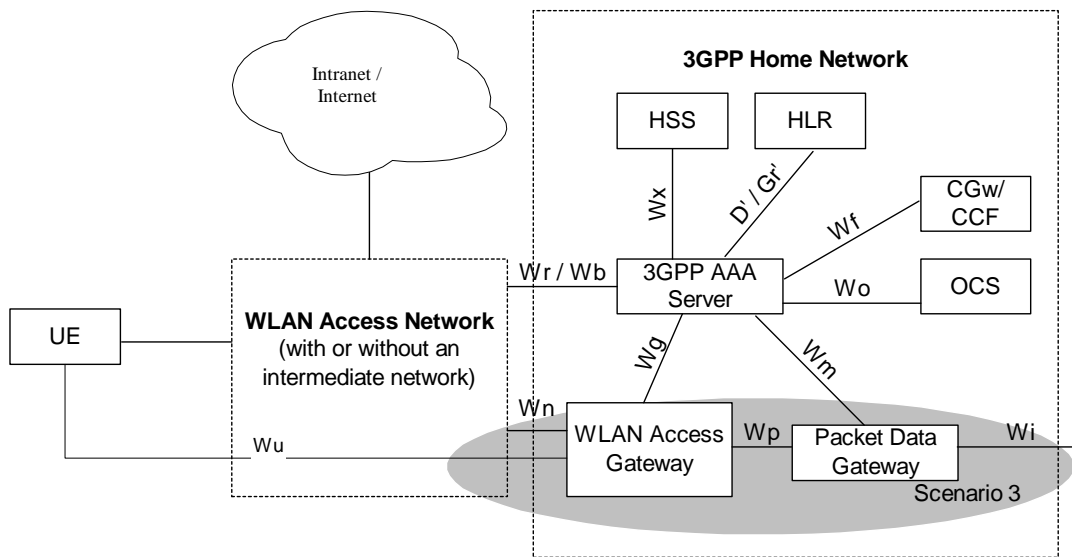 Intranet /
Internet
3GPP Home Network
HSS
HLR
CGw/
CCF
Wx
D' / Gr'
Wf
Wr / Wb
3GPP AAA
Server
Wo
OCS
UE
WLAN Access Network
(with or without an
intermediate network)
Wg
Wm
Wn
Wu
WLAN Access
Gateway
Wp
Packet Data
Gateway
Wi
Scenario 3